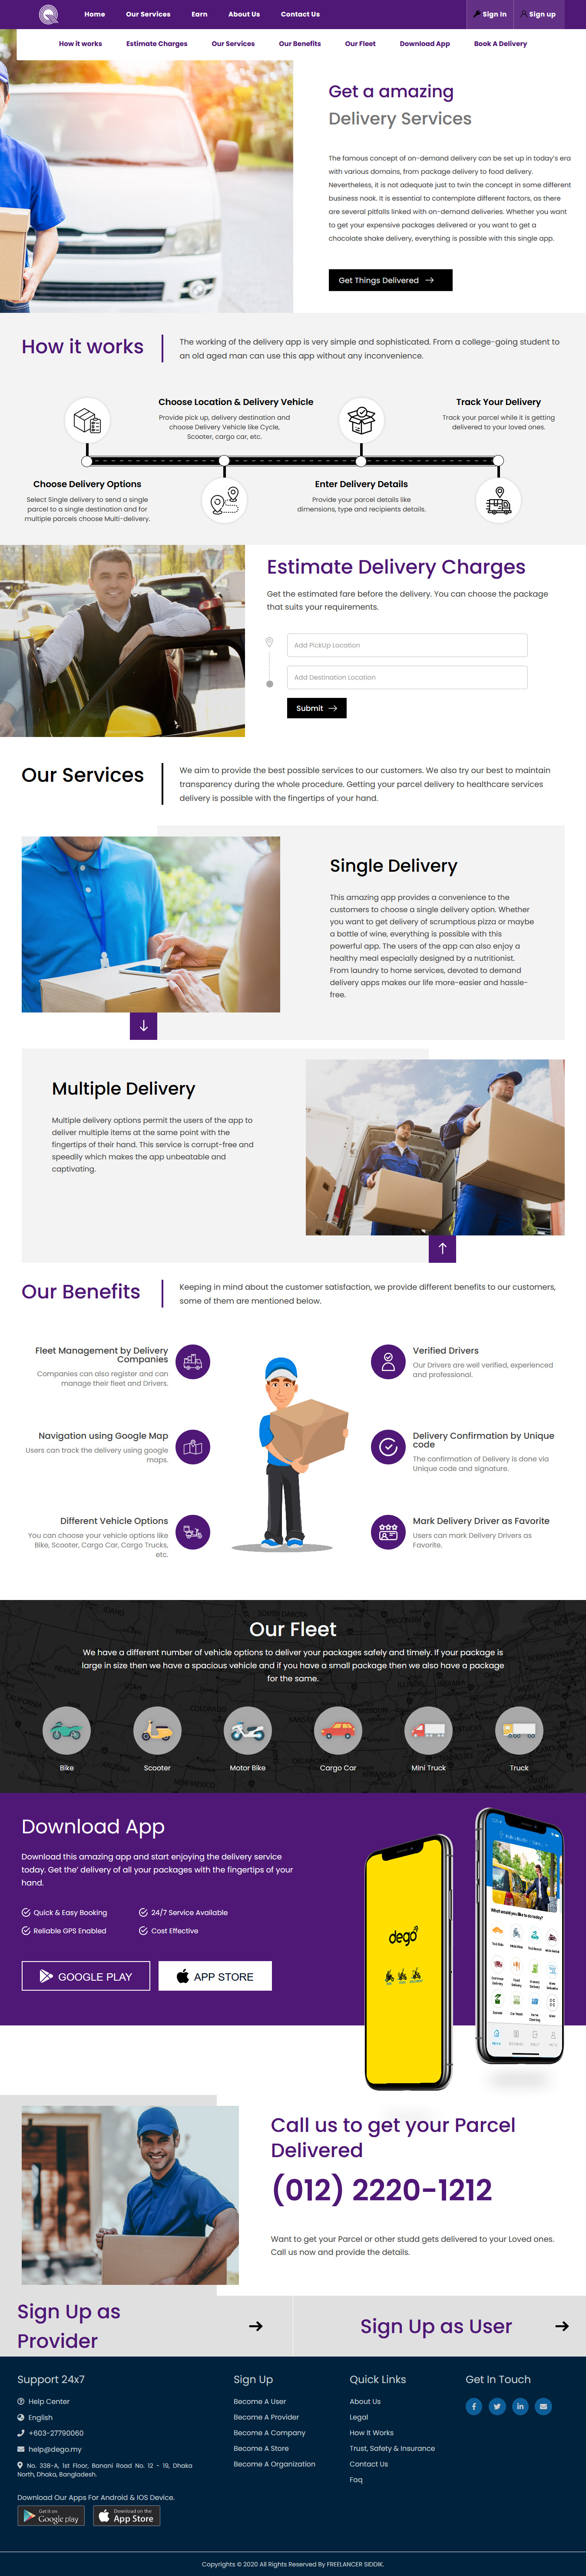 Home Our Services Earn About Us Contact Us Sign In Sign up
How it works Estimate Charges Our Services Our Benefits Our Fleet Download App Book A Delivery
Get a amazing
Delivery Services
The famous concept of on-demand delivery can be set up in today's era
with various domains, from package delivery to food delivery.
Nevertheless, it is not adequate just to twin the concept in some different
business nook. It is essential to contemplate different factors, as there
are several pitfalls linked with on-demand deliveries. Whether you want
to get your expensive packages delivered or you want to get a
chocolate shake delivery, everything is possible with this single app.
Get Things Delivered
How it works
The working of the delivery app is very simple and sophisticated. From a college-going student to
an old aged man can use this app without any inconvenience.
Choose Location & Delivery Vehicle
Provide pick up, delivery destination and
choose Delivery Vehicle like Cycle,
Scooter, cargo car, etc.
Track Your Delivery
Track your parcel while it is getting
delivered to your loved ones.
Choose Delivery Options
Select Single delivery to send a single
parcel to a single destination and for
multiple parcels choose Multi-delivery.
Enter Delivery Details
Provide your parcel details like
dimensions, type and recipients details.
Estimate Delivery Charges
Get the estimated fare before the delivery. You can choose the package
that suits your requirements.
Add PickUp Location
Add Destination Location
Submit
Our Services
We aim to provide the best possible services to our customers. We also try our best to maintain
transparency during the whole procedure. Getting your parcel delivery to healthcare services
delivery is possible with the fingertips of your hand.
Single Delivery
This amazing app provides a convenience to the
customers to choose a single delivery option. Whether
you want to get delivery of scrumptious pizza or maybe
a bottle of wine, everything is possible with this
powerful app. The users of the app can also enjoy a
healthy meal especially designed by a nutritionist.
From laundry to home services, devoted to demand
delivery apps makes our life more-easier and hassle-
free.
Multiple Delivery
Multiple delivery options permit the users of the app to
deliver multiple items at the same point with the
fingertips of their hand. This service is corrupt-free and
speedily which makes the app unbeatable and
captivating.
Our Benefits
Keeping in mind about the customer satisfaction, we provide different benefits to our customers,
some of them are mentioned below.
Fleet Management by Delivery
Companies
Companies can also register and can
manage their fleet and Drivers.
Verified Drivers
Our Drivers are well verified, experienced
and professional.
Navigation using Google Map
Users can track the delivery using google
maps.
Delivery Confirmation by Unique
code
The confirmation of Delivery is done via
Unique code and signature.
Different Vehicle Options
You can choose your vehicle options like
Bike, Scooter, Cargo Car, Cargo Trucks,
etc.
Mark Delivery Driver as Favorite
Users can mark Delivery Drivers as
Favorite.
Our Fleet
We have a different number of vehicle options to deliver your packages safely and timely. If your package is
large in size then we have a spacious vehicle and if you have a small package then we also have a package
for the same.
Bike Scooter Motor Bike Cargo Car Mini Truck Truck
Download App
Download this amazing app and start enjoying the delivery service
today. Get the' delivery of all your packages with the fingertips of your
hand.
Quick & Easy Booking 24/7 Service Available
Reliable GPS Enabled Cost Effective
GOOGLE PLAY APP STORE
dego
What would you like to do today?
Call us to get your Parcel
Delivered
(012) 2220-1212
Want to get your Parcel or other studd gets delivered to your Loved ones.
Call us now and provide the details.
Sign Up as
Provider
Sign Up as User
Support 24x7
Help Center
English
+603-27790060
help@dego.my
No. 338-A, 1st Floor, Banani Road No. 12 - 19, Dhaka
North, Dhaka, Bangladesh.
Download Our Apps For Android & IOS Device.
Get it on Google play
Download on the App Store
Sign Up
Become A User
Become A Provider
Become A Company
Become A Store
Become A Organization
Quick Links
About Us
Legal
How It Works
Trust, Safety & Insurance
Contact Us
Faq
Get In Touch
Copyrights © 2020 All Rights Reserved By FREELANCER SIDDIK.